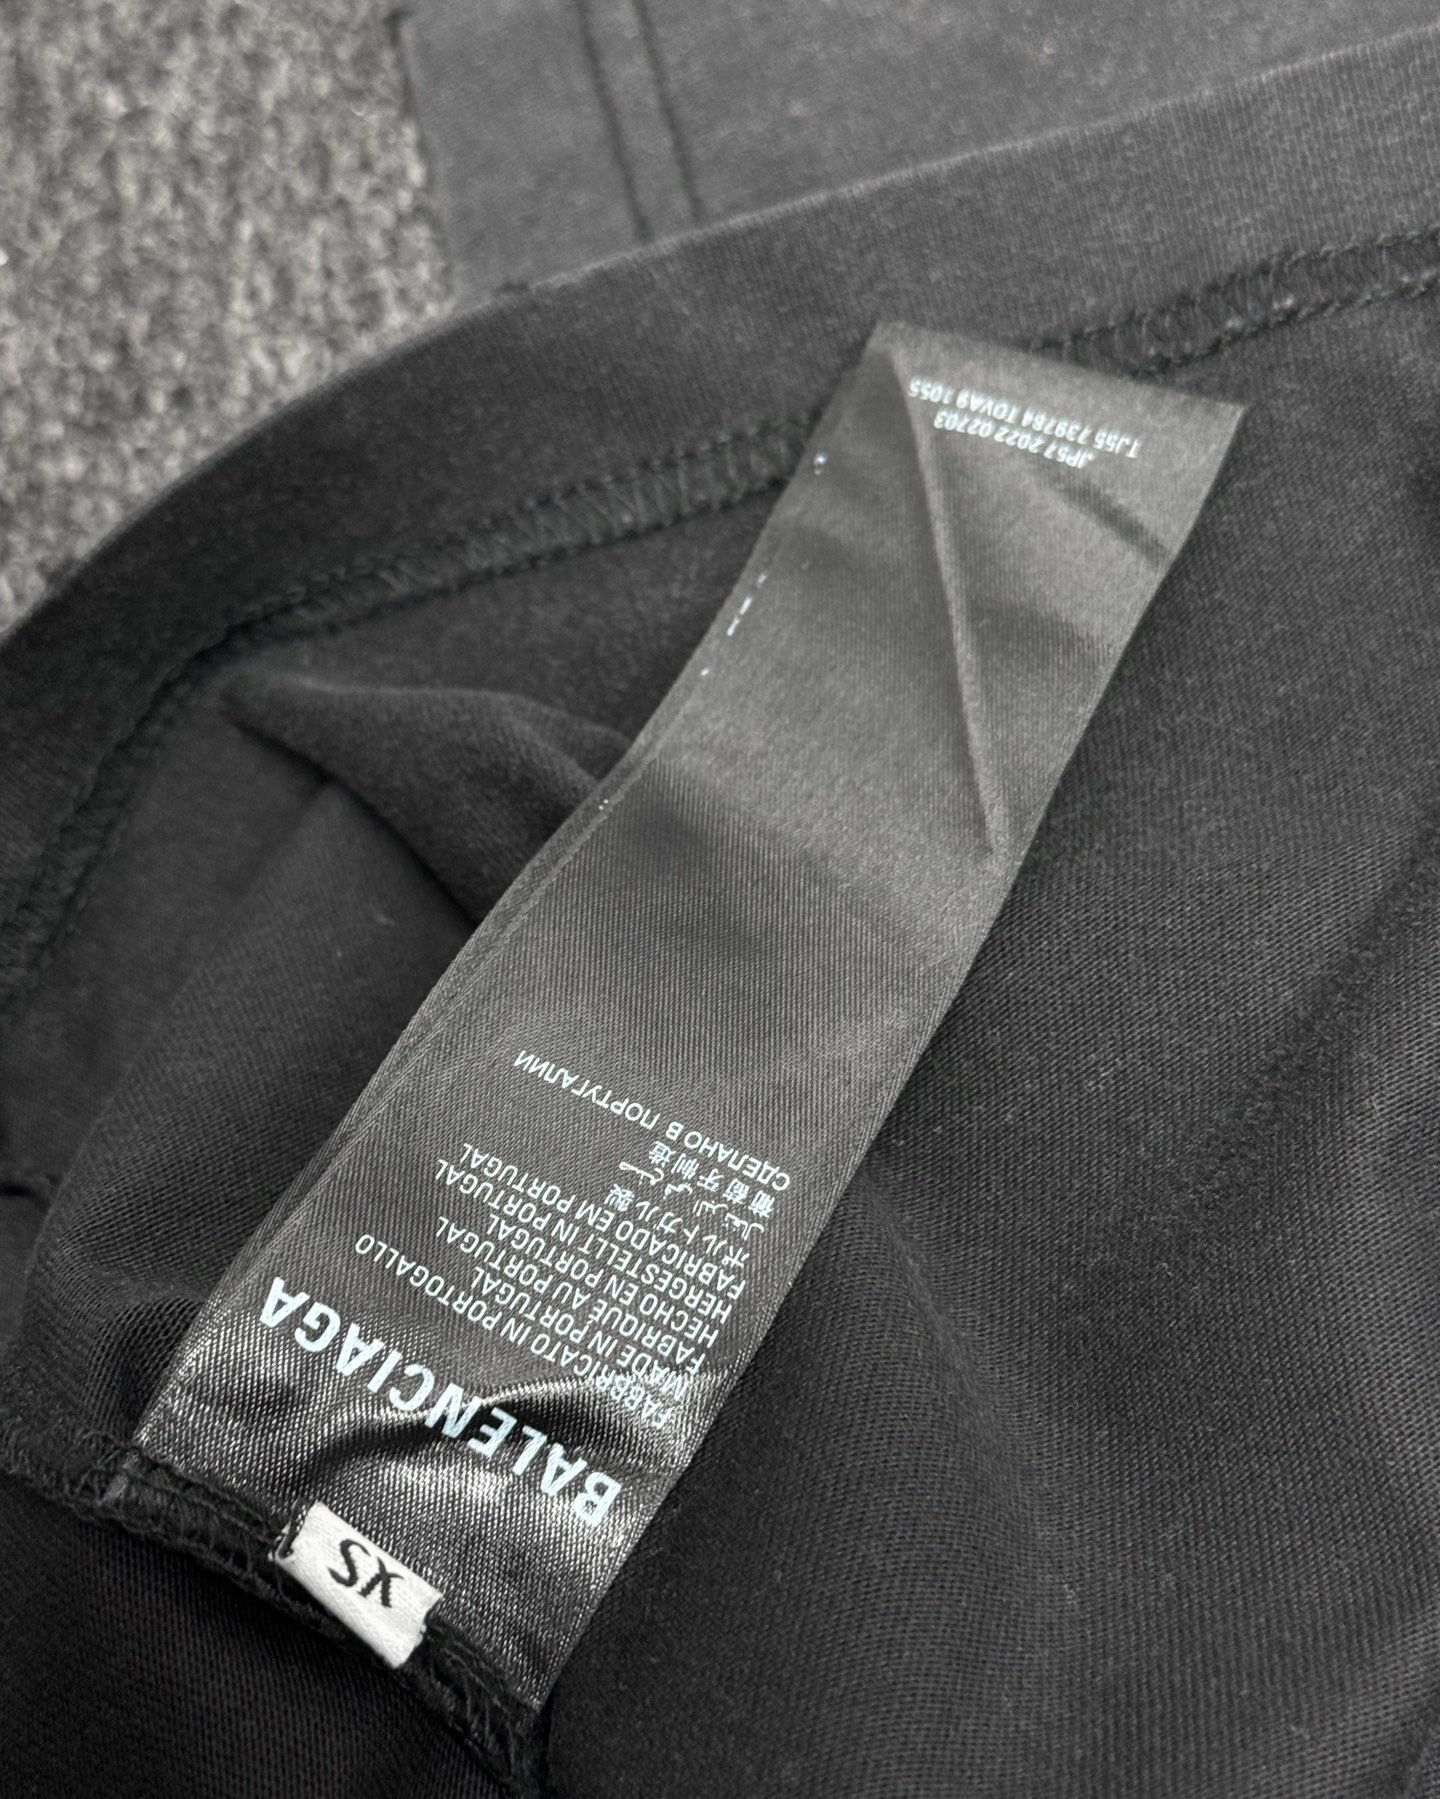 XS
BALENCIAGA
FABBRICATO IN PORTOGALLO
MADE IN PORTUGAL
FABRIQUÉ AU PORTUGAL
HECHO EN PORTUGAL
HERGESTELLT IN PORTUGAL
FABRICADO EM PORTUGAL
ポルトガル製
葡萄牙制造
СДЕЛАНО В ПОРТУГАЛИИ
JP57 2022 02703
TJ55 739784 TOVA9 1055